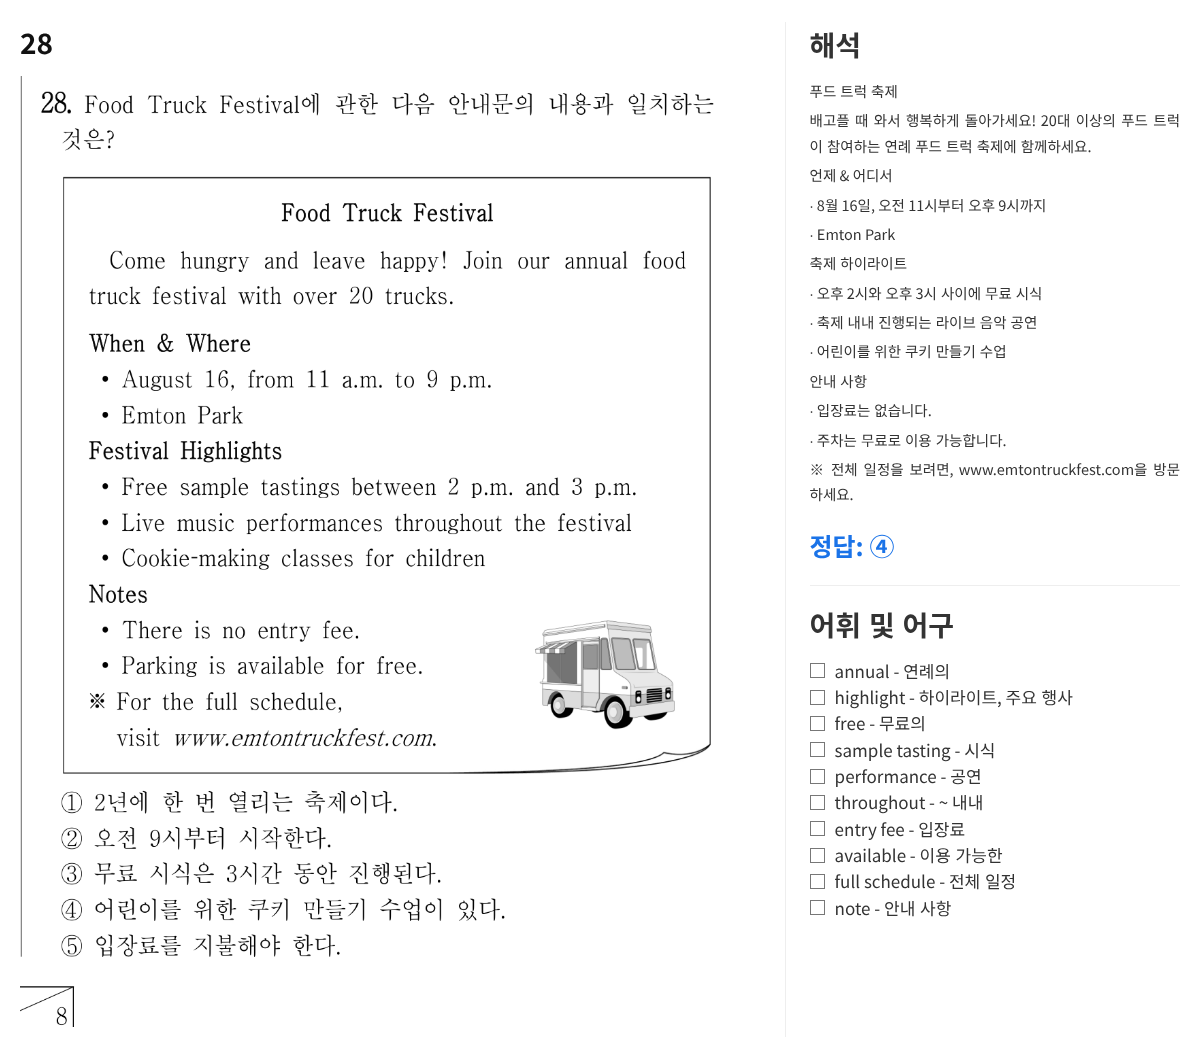 28
28. Food Truck Festival에 관한 다음 안내문의 내용과 일치하는
것은?
Food Truck Festival
Come hungry and leave happy! Join our annual food
truck festival with over 20 trucks.
When & Where
• August 16, from 11 a.m. to 9 p.m.
• Emton Park
Festival Highlights
• Free sample tastings between 2 p.m. and 3 p.m.
• Live music performances throughout the festival
• Cookie-making classes for children
Notes
• There is no entry fee.
• Parking is available for free.
※ For the full schedule,
visit www.emtontruckfest.com.
① 2년에 한 번 열리는 축제이다.
② 오전 9시부터 시작한다.
③ 무료 시식은 3시간 동안 진행된다.
④ 어린이를 위한 쿠키 만들기 수업이 있다.
⑤ 입장료를 지불해야 한다.
8
해석
푸드 트럭 축제
배고플 때 와서 행복하게 돌아가세요! 20대 이상의 푸드 트럭
이 참여하는 연례 푸드 트럭 축제에 함께하세요.
언제 & 어디서
· 8월 16일, 오전 11시부터 오후 9시까지
· Emton Park
축제 하이라이트
· 오후 2시와 오후 3시 사이에 무료 시식
· 축제 내내 진행되는 라이브 음악 공연
· 어린이를 위한 쿠키 만들기 수업
안내 사항
· 입장료는 없습니다.
· 주차는 무료로 이용 가능합니다.
※ 전체 일정을 보려면, www.emtontruckfest.com을 방문
하세요.
정답: ④
어휘 및 어구
□ annual - 연례의
□ highlight - 하이라이트, 주요 행사
□ free - 무료의
□ sample tasting - 시식
□ performance - 공연
□ throughout - ~ 내내
□ entry fee - 입장료
□ available - 이용 가능한
□ full schedule - 전체 일정
□ note - 안내 사항